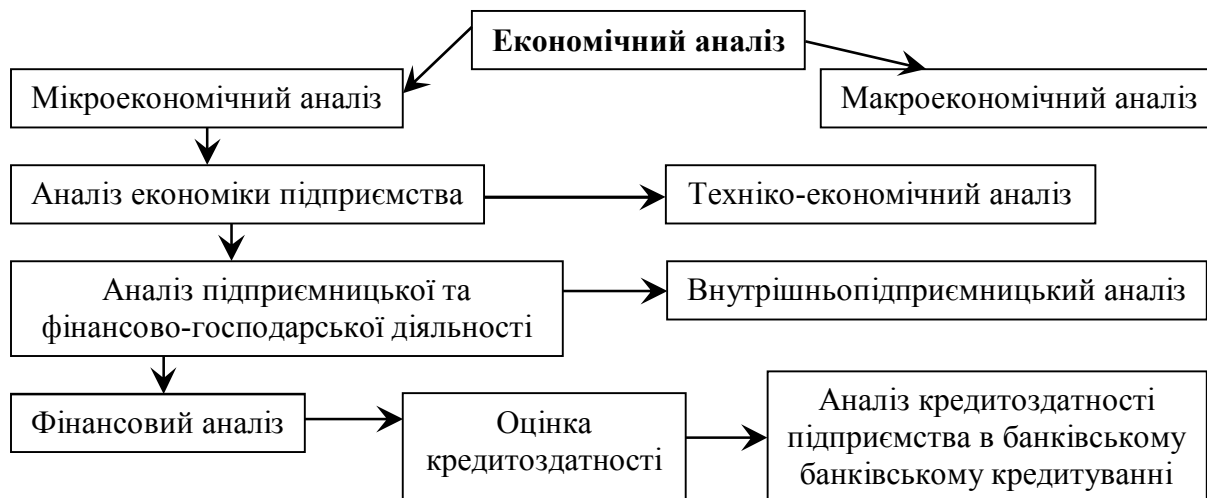 Економічний аналіз
Мікроекономічний аналіз
Макроекономічний аналіз
Аналіз економіки підприємства
Техніко-економічний аналіз
Аналіз підприємницької та
фінансово-господарської діяльності
Внутрішньопідприємницький аналіз
Фінансовий аналіз
Оцінка
кредитоздатності
Аналіз кредитоздатності
підприємства в банківському
банківському кредитуванні